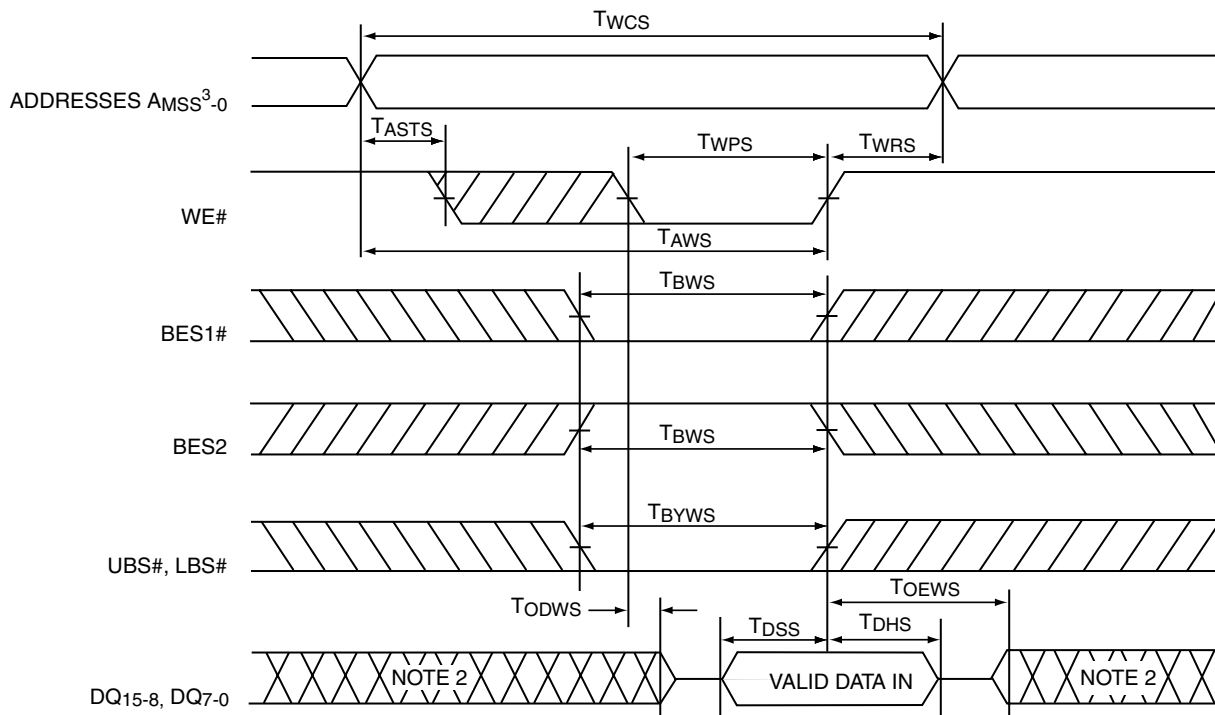 TWCS
ADDRESSES AMSS³-0
TASTS
TWPS
TWRS
WE#
TAWS
TBWS
BES1#
BES2
TBWS
TBYWS
UBS#, LBS#
TODWS
TOEWS
TDSS
TDHS
NOTE 2
VALID DATA IN
NOTE 2
DQ15-8, DQ7-0